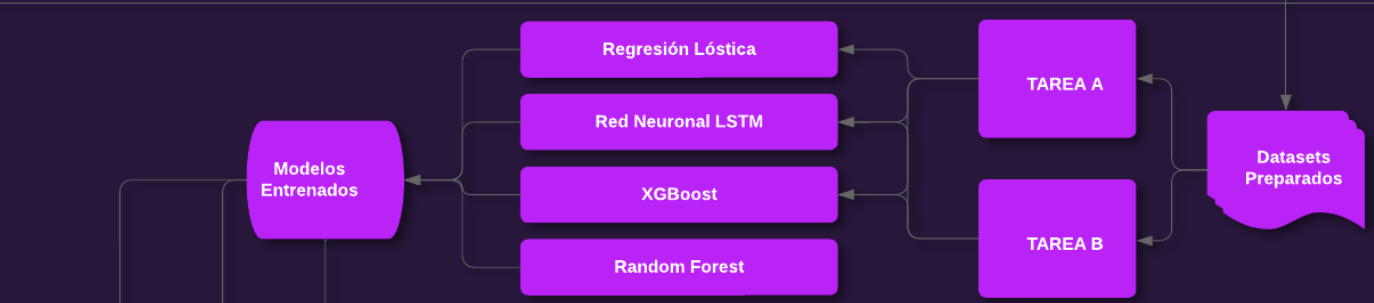 Regresión Lóstica
TAREA A
Red Neuronal LSTM
Datasets
Preparados
Modelos
Entrenados
XGBoost
TAREA B
Random Forest